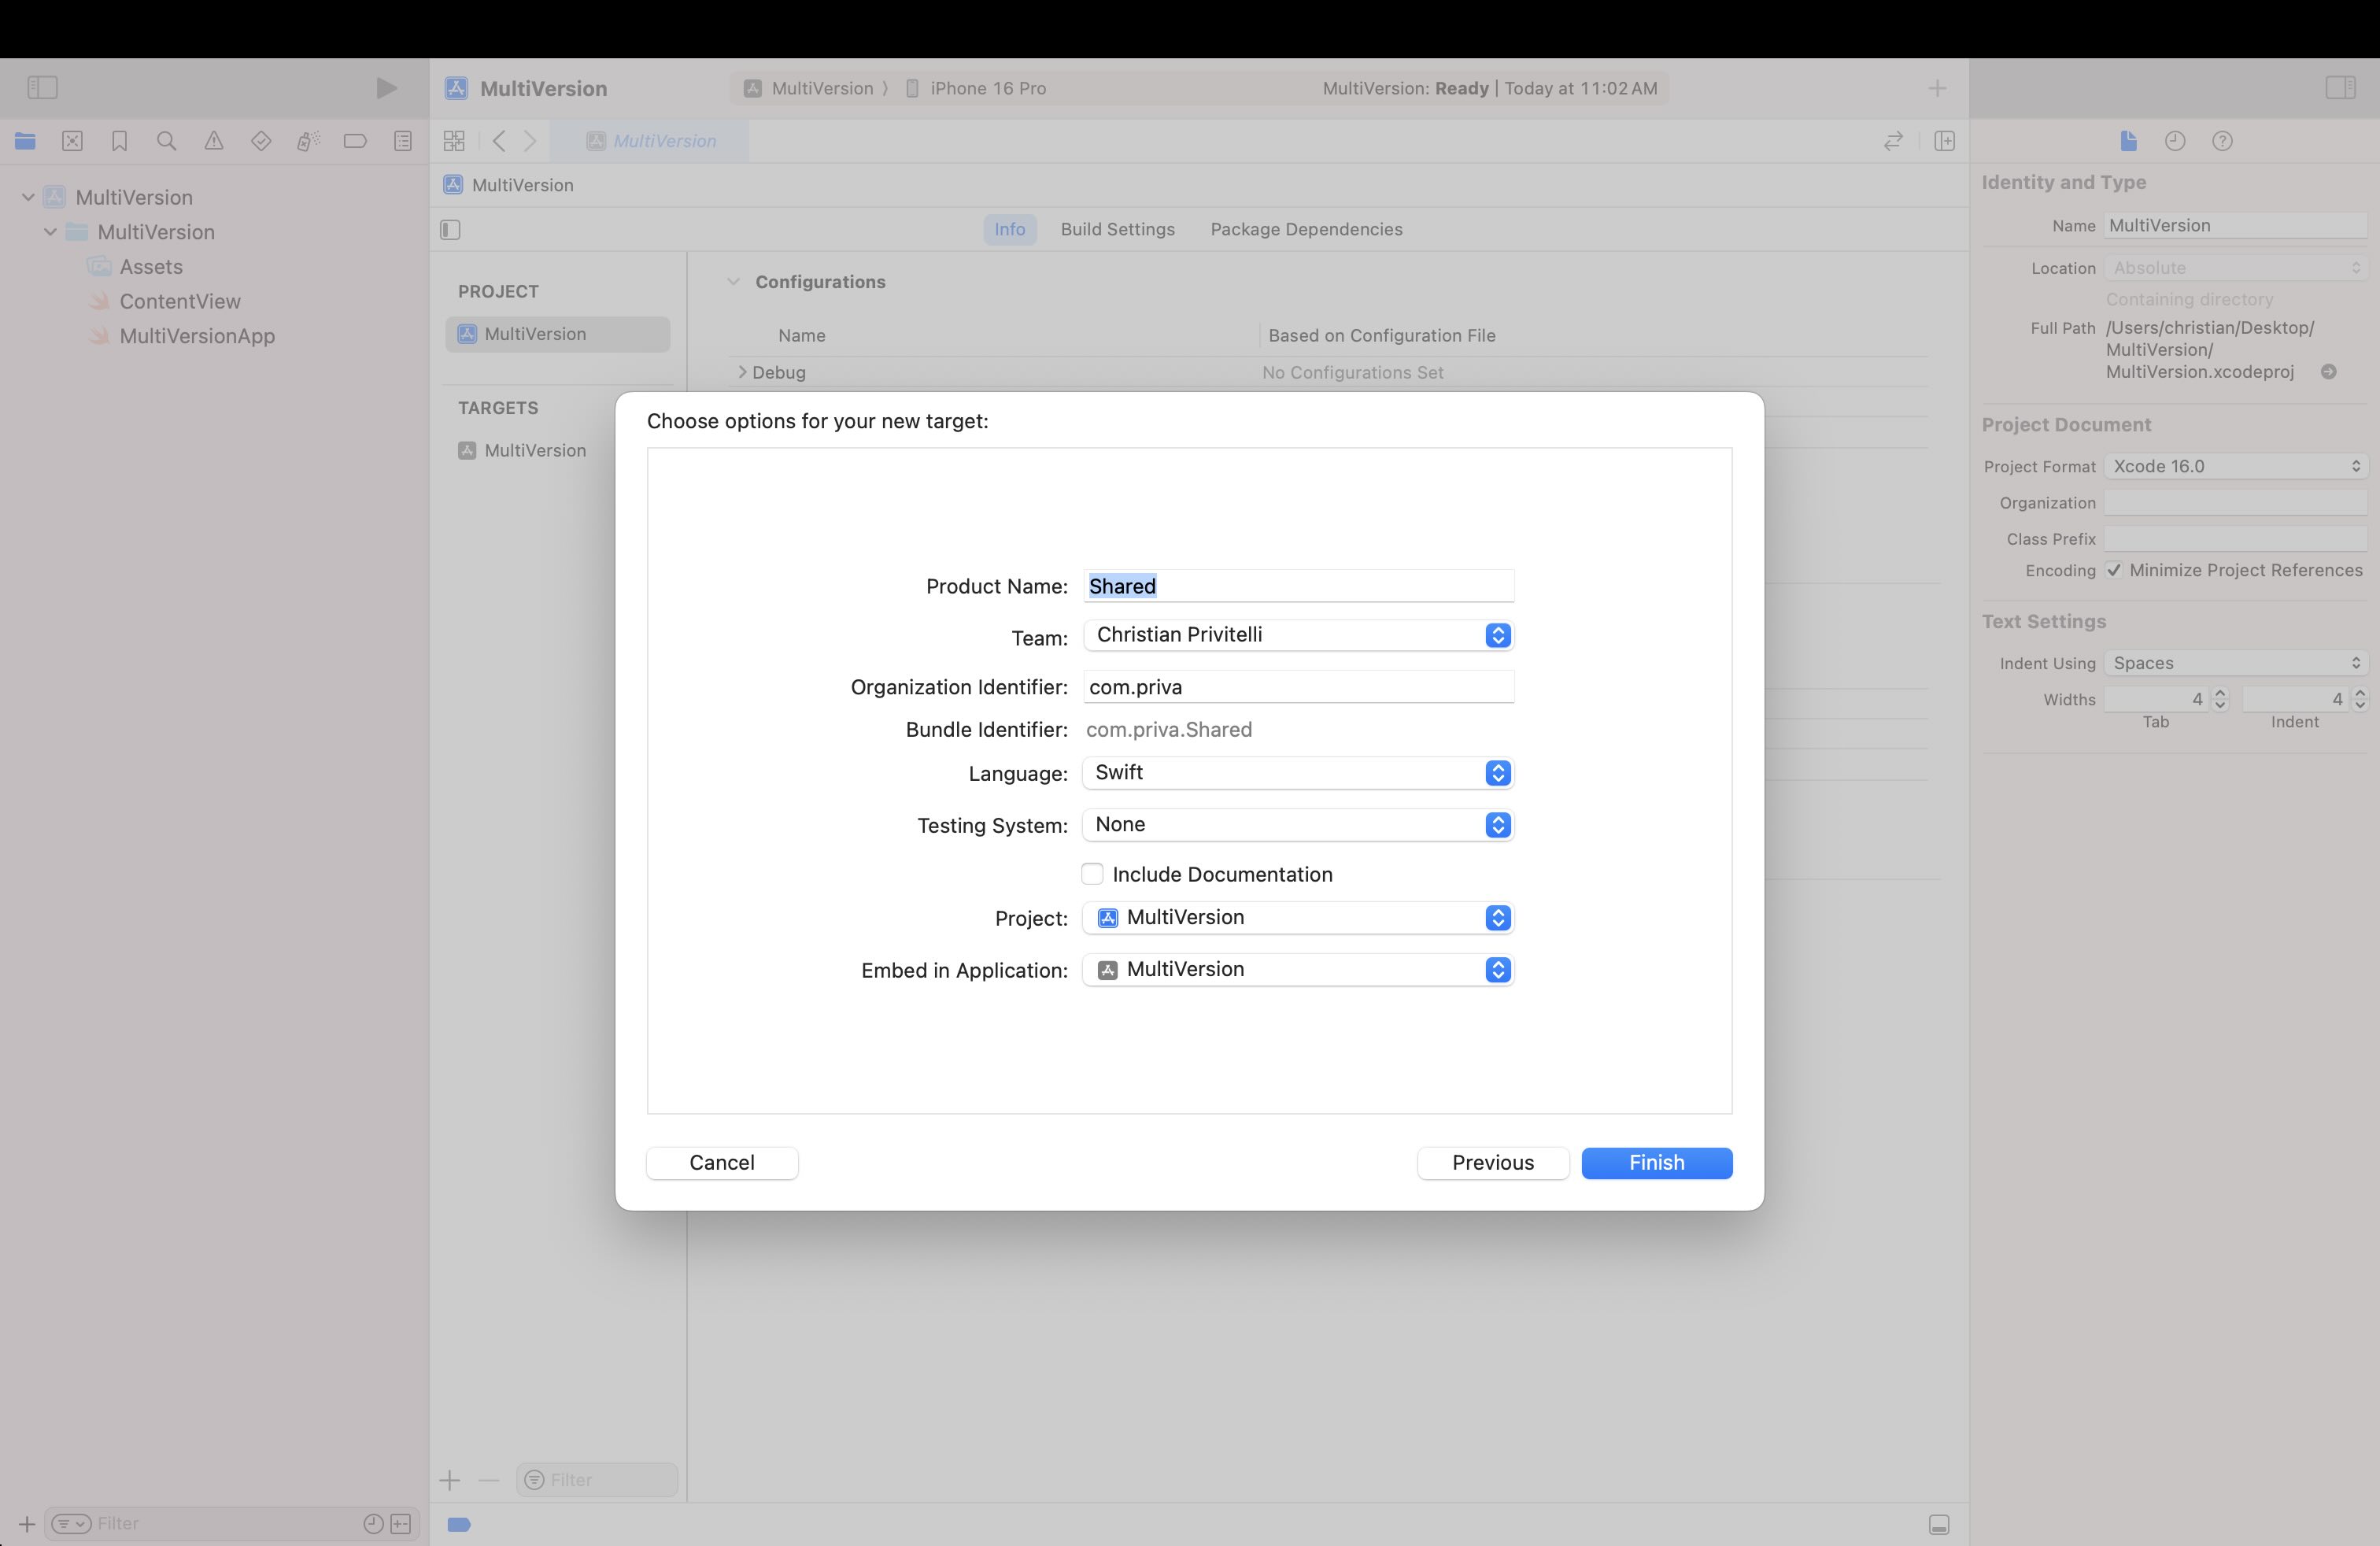 MultiVersion
MultiVersion
iPhone 16 Pro
MultiVersion: Ready | Today at 11:02 AM
MultiVersion
MultiVersion
MultiVersion
MultiVersion
Assets
ContentView
MultiVersionApp
Info
Build Settings
Package Dependencies
PROJECT
MultiVersion
TARGETS
MultiVersion
Configurations
Name
Based on Configuration File
Debug
No Configurations Set
Choose options for your new target:
Product Name: Shared
Team: Christian Privitelli
Organization Identifier: com.priva
Bundle Identifier: com.priva.Shared
Language: Swift
Testing System: None
Include Documentation
Project: MultiVersion
Embed in Application: MultiVersion
Cancel
Previous
Finish
Filter
Filter
Identity and Type
Name MultiVersion
Location Absolute
Containing directory
Full Path /Users/christian/Desktop/
MultiVersion/
MultiVersion.xcodeproj
Project Document
Project Format Xcode 16.0
Organization
Class Prefix
Encoding Minimize Project References
Text Settings
Indent Using Spaces
Widths 4 4
Tab Indent